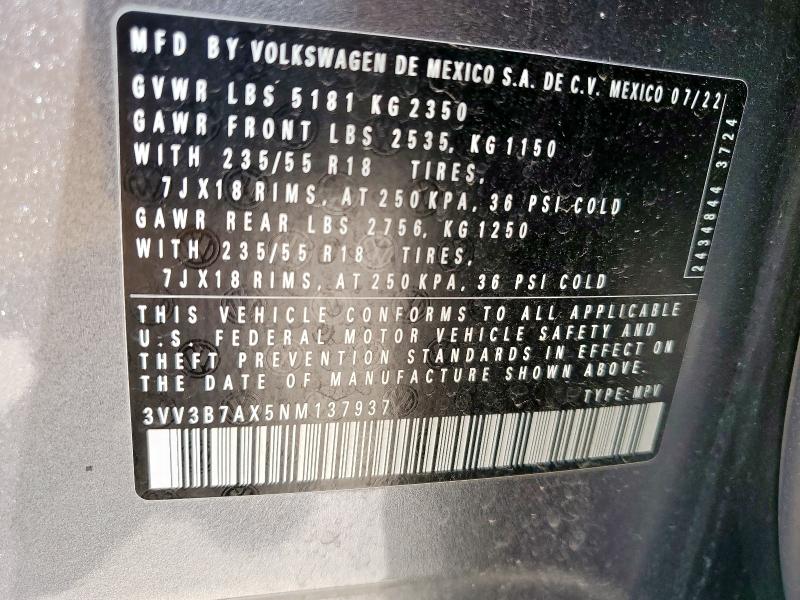 MFD BY VOLKSWAGEN DE MEXICO S.A. DE C.V. MEXICO 07/22
GVWR LBS 5181 KG 2350
GAWR FRONT LBS 2535, KG 1150
WITH 235/55 R18 TIRES,
7J X18 RIMS, AT 250 KPA, 36 PSI COLD
GAWR REAR LBS 2756, KG 1250
WITH 235/55 R18 TIRES,
7J X18 RIMS, AT 250 KPA, 36 PSI COLD
2434844 3724
THIS VEHICLE CONFORMS TO ALL APPLICABLE
U.S. FEDERAL MOTOR VEHICLE SAFETY AND
THEFT PREVENTION STANDARDS IN EFFECT ON
THE DATE OF MANUFACTURE SHOWN ABOVE.
TYPE:MPV
3VV3B7AX5NM137937